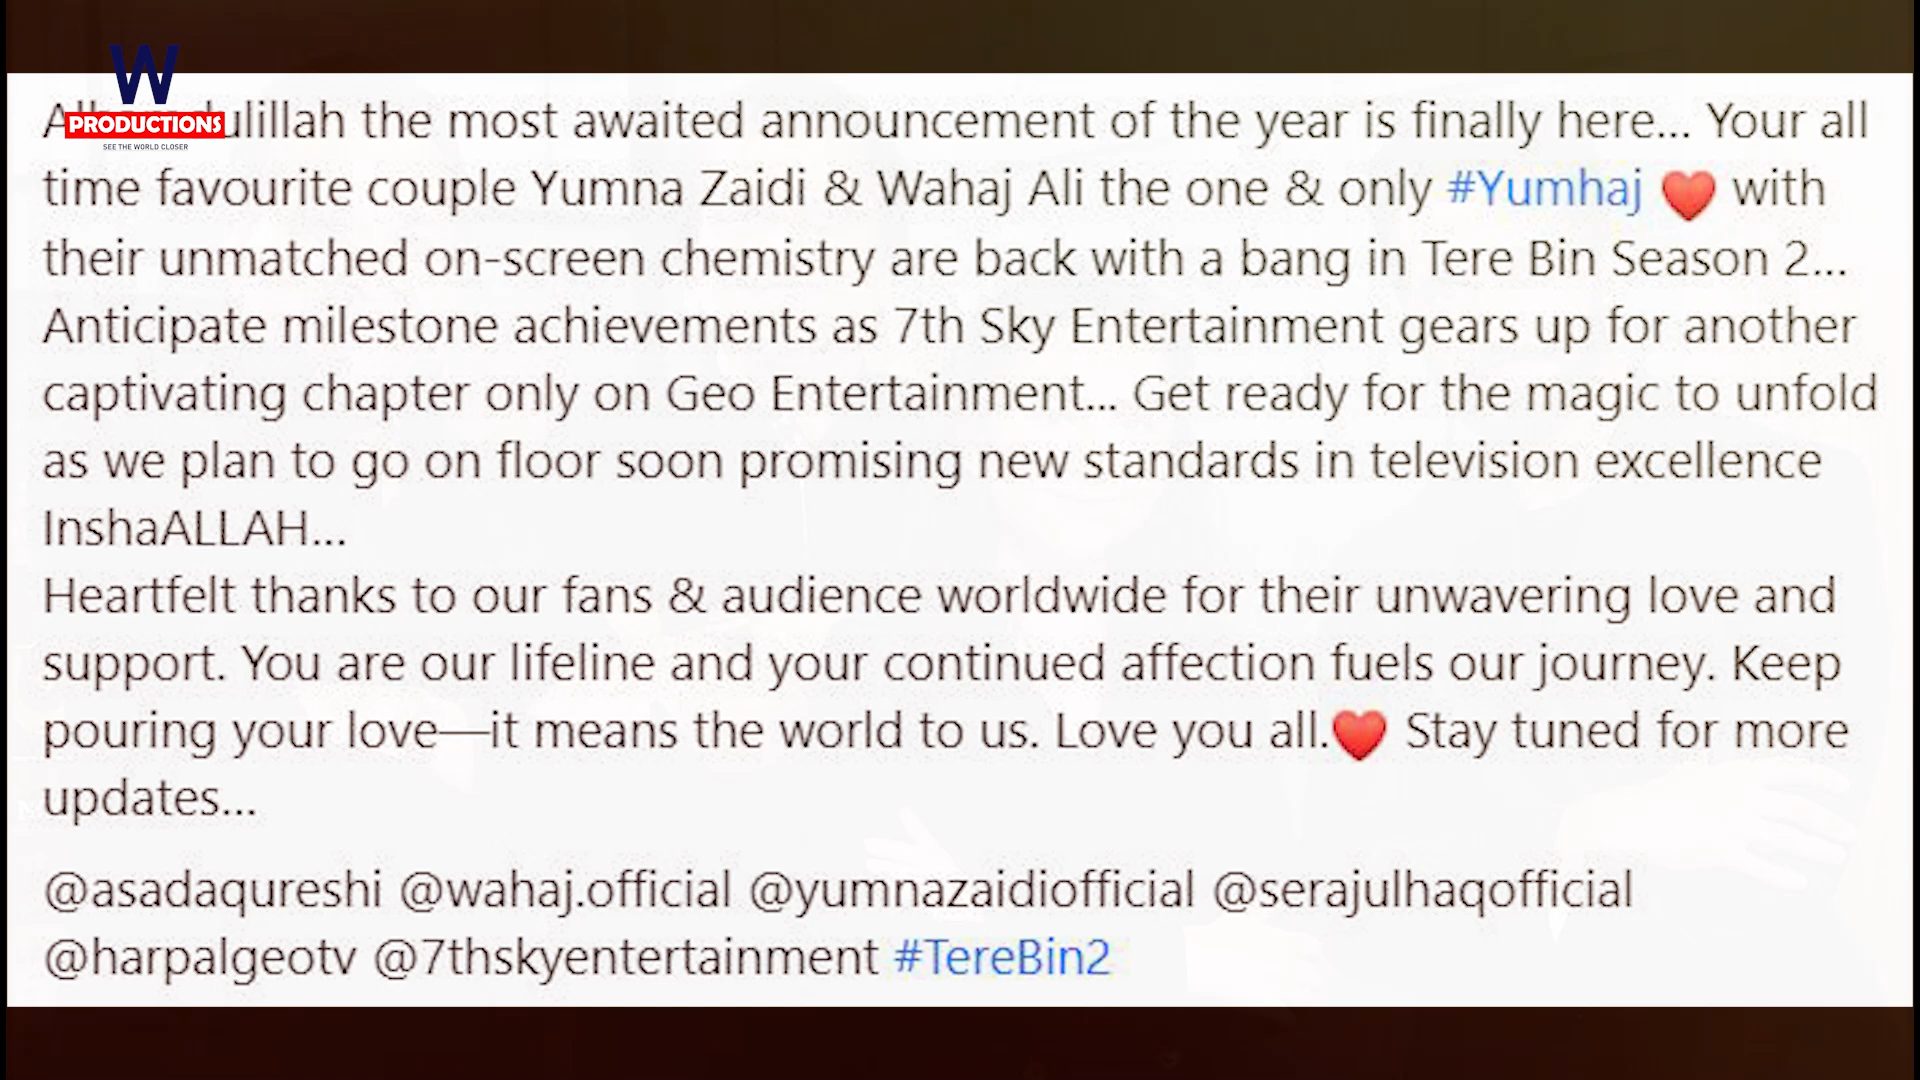 W
PRODUCTIONS
SEE THE WORLD CLOSER
ulillah the most awaited announcement of the year is finally here... Your all
time favourite couple Yumna Zaidi & Wahaj Ali the one & only #Yumhaj ❤️ with
their unmatched on-screen chemistry are back with a bang in Tere Bin Season 2...
Anticipate milestone achievements as 7th Sky Entertainment gears up for another
captivating chapter only on Geo Entertainment... Get ready for the magic to unfold
as we plan to go on floor soon promising new standards in television excellence
InshaALLAH...
Heartfelt thanks to our fans & audience worldwide for their unwavering love and
support. You are our lifeline and your continued affection fuels our journey. Keep
pouring your love—it means the world to us. Love you all.❤️ Stay tuned for more
updates...
@asadaqureshi @wahaj.official @yumnazaidiofficial @serajulhaqofficial
@harpalgeotv @7thskyentertainment #TereBin2